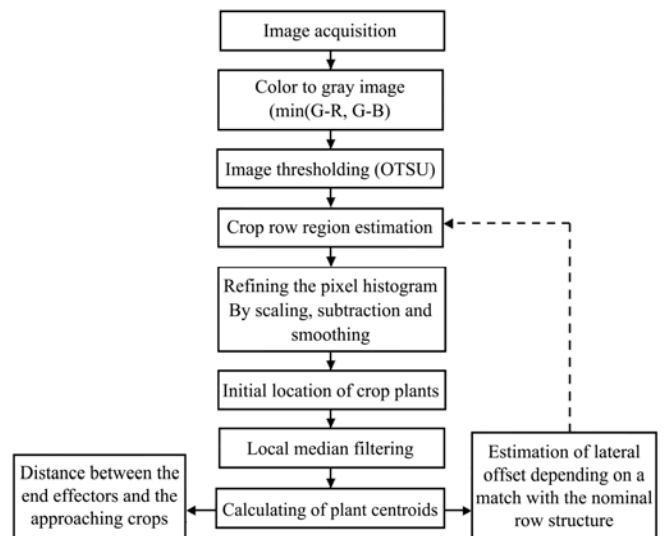 Image acquisition
Color to gray image
(min(G-R, G-B)
Image thresholding (OTSU)
Crop row region estimation
Refining the pixel histogram
By scaling, subtraction and
smoothing
Initial location of crop plants
Local median filtering
Distance between the
end effectors and the
approaching crops
Calculating of plant centroids
Estimation of lateral
offset depending on a
match with the nominal
row structure